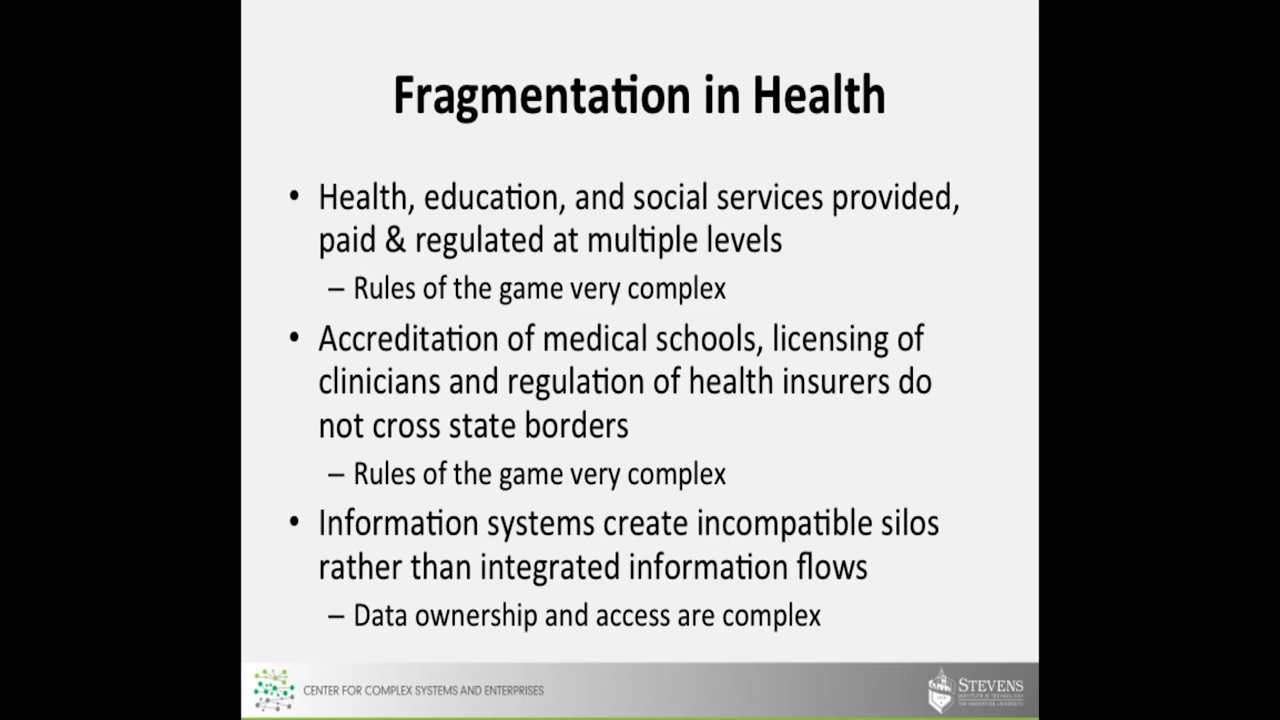 Fragmentation in Health
• Health, education, and social services provided,
paid & regulated at multiple levels
– Rules of the game very complex
• Accreditation of medical schools, licensing of
clinicians and regulation of health insurers do
not cross state borders
– Rules of the game very complex
• Information systems create incompatible silos
rather than integrated information flows
– Data ownership and access are complex
CENTER FOR COMPLEX SYSTEMS AND ENTERPRISES
STEVENS
INSTITUTE OF TECHNOLOGY
THE INNOVATION UNIVERSITY